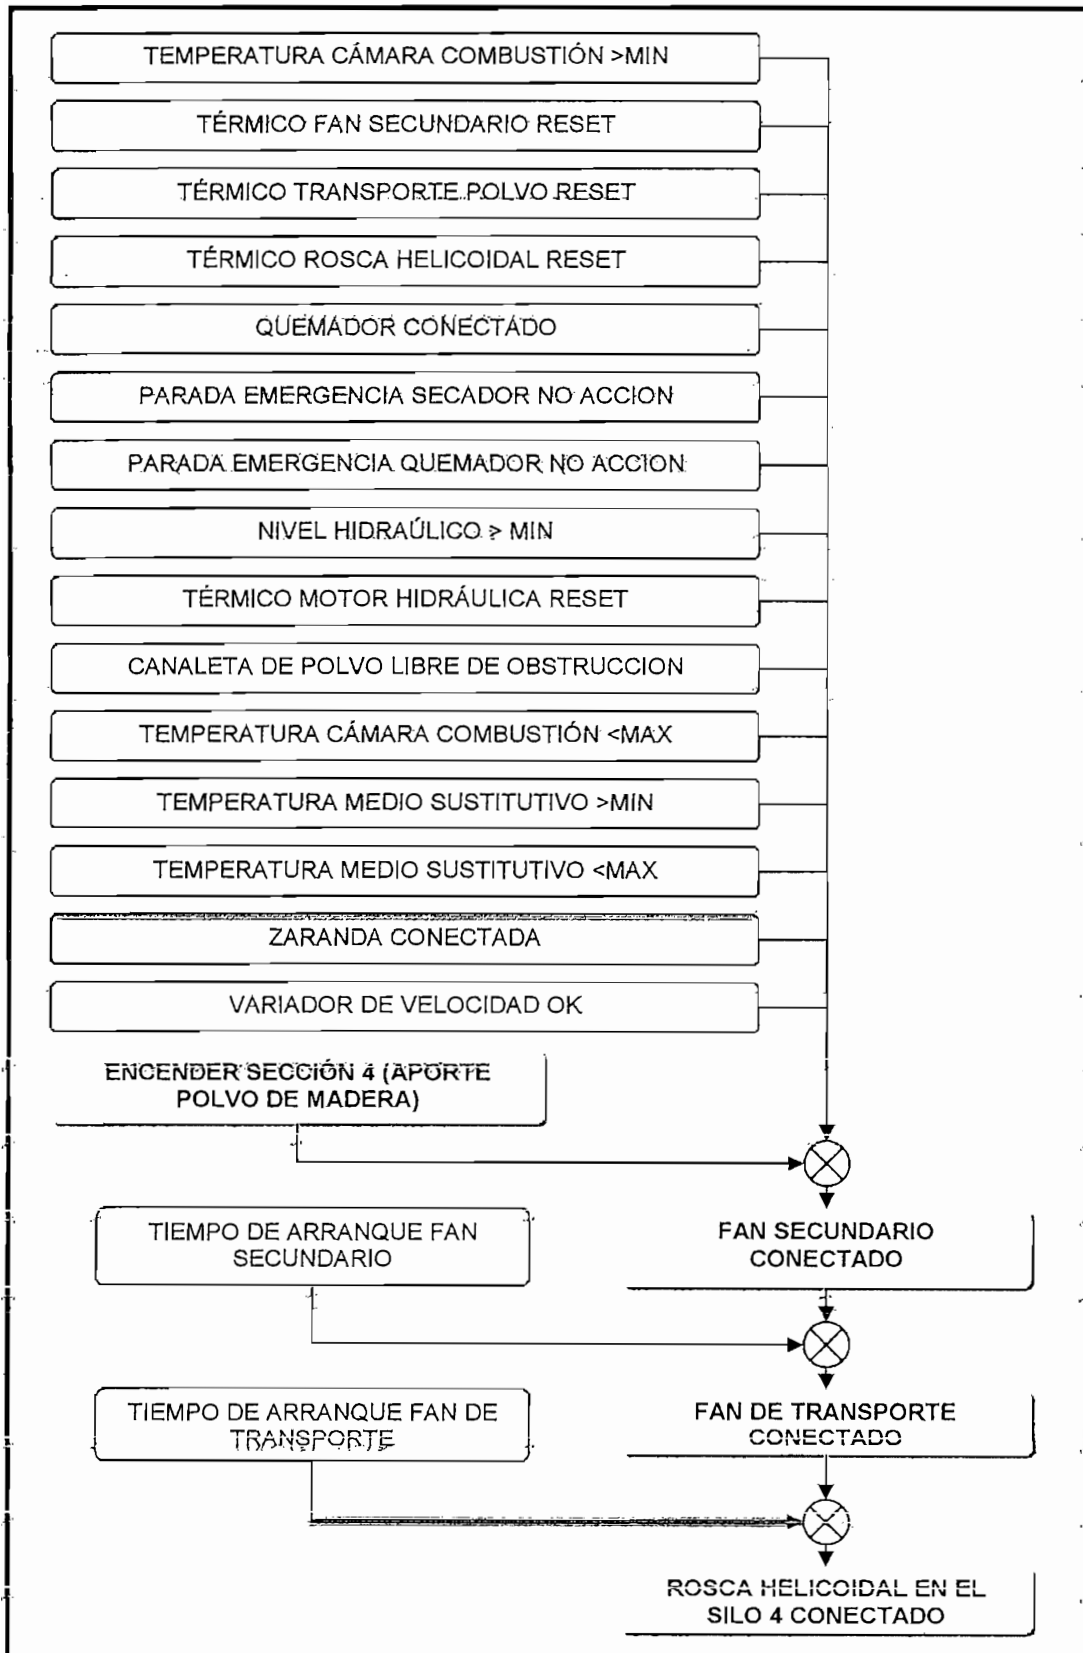 TEMPERATURA CÁMARA COMBUSTIÓN >MIN
TÉRMICO FAN SECUNDARIO RESET
TÉRMICO TRANSPORTE POLVO RESET
TÉRMICO ROSCA HELICOIDAL RESET
QUEMADOR CONECTADO
PARADA EMERGENCIA SECADOR NO ACCION
PARADA EMERGENCIA QUEMADOR NO ACCION
NIVEL HIDRAÚLICO > MIN
TÉRMICO MOTOR HIDRÁULICA RESET
CANALETA DE POLVO LIBRE DE OBSTRUCCION
TEMPERATURA CÁMARA COMBUSTIÓN <MAX
TEMPERATURA MEDIO SUSTITUTIVO >MIN
TEMPERATURA MEDIO SUSTITUTIVO <MAX
ZARANDA CONECTADA
VARIADOR DE VELOCIDAD OK
ENCENDER SECCIÓN 4 (APORTE
POLVO DE MADERA)
TIEMPO DE ARRANQUE FAN
SECUNDARIO
FAN SECUNDARIO
CONECTADO
TIEMPO DE ARRANQUE FAN DE
TRANSPORTE
FAN DE TRANSPORTE
CONECTADO
ROSCA HELICOIDAL EN EL
SILO 4 CONECTADO